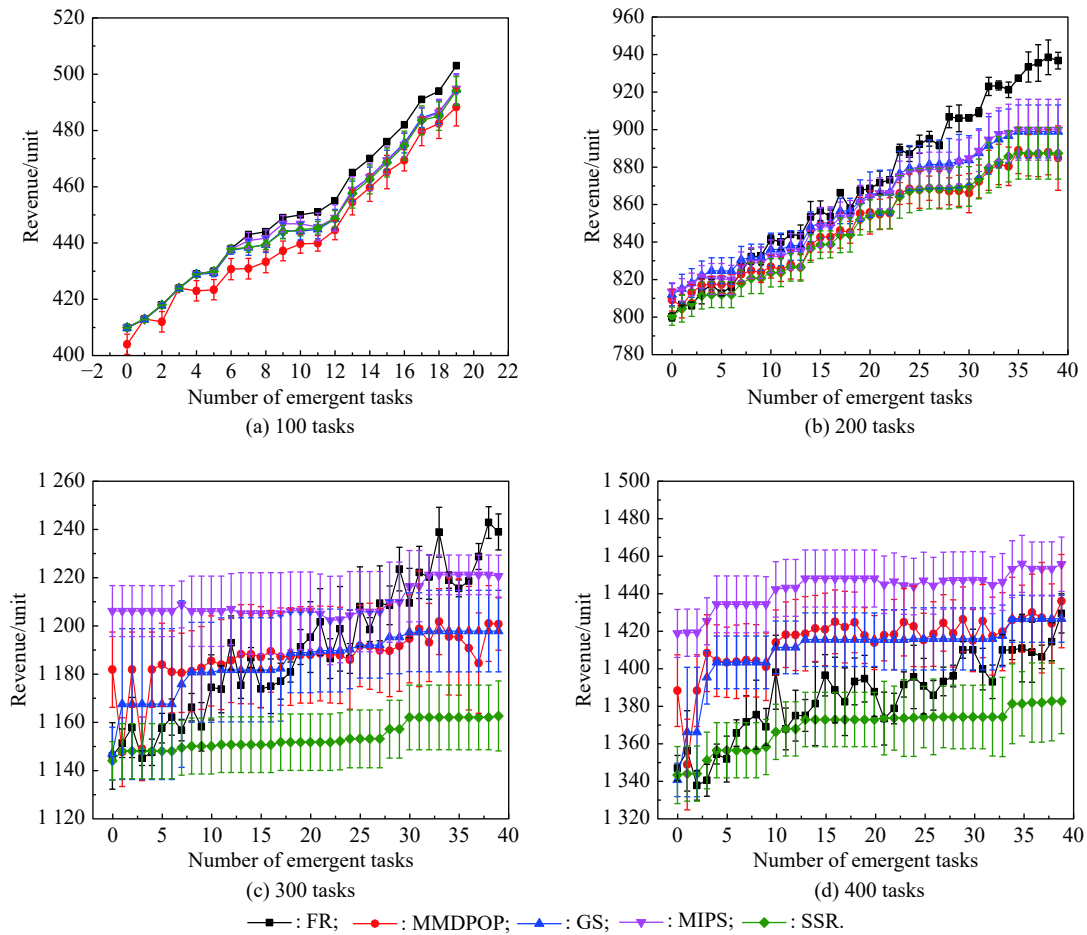 520
500
480
460
440
420
400
Revenue/unit
−2 0 2 4 6 8 10 12 14 16 18 20 22
Number of emergent tasks
(a) 100 tasks
960
940
920
900
880
860
840
820
800
780
Revenue/unit
0 5 10 15 20 25 30 35 40
Number of emergent tasks
(b) 200 tasks
1 260
1 240
1 220
1 200
1 180
1 160
1 140
1 120
Revenue/unit
0 5 10 15 20 25 30 35 40
Number of emergent tasks
(c) 300 tasks
1 500
1 480
1 460
1 440
1 420
1 400
1 380
1 360
1 340
1 320
Revenue/unit
0 5 10 15 20 25 30 35 40
Number of emergent tasks
(d) 400 tasks
: FR; : MMDPOP; : GS; : MIPS; : SSR.